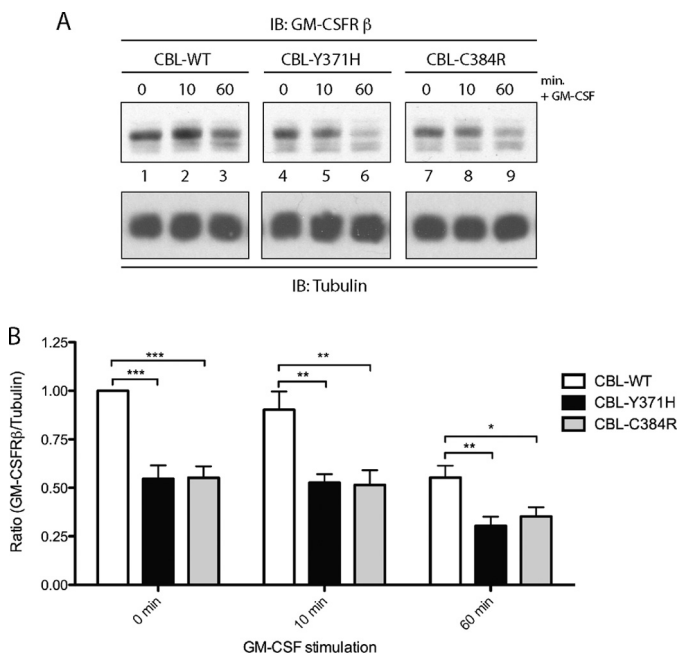 A
IB: GM-CSFR β
CBL-WT CBL-Y371H CBL-C384R
0 10 60 0 10 60 0 10 60 min.
+ GM-CSF
1 2 3 4 5 6 7 8 9
IB: Tubulin
B
Ratio (GM-CSFRβ/Tubulin)
1.25
1.00
0.75
0.50
0.25
0.00
*** ***
** **
* **
0 min 10 min 60 min
GM-CSF stimulation
CBL-WT
CBL-Y371H
CBL-C384R